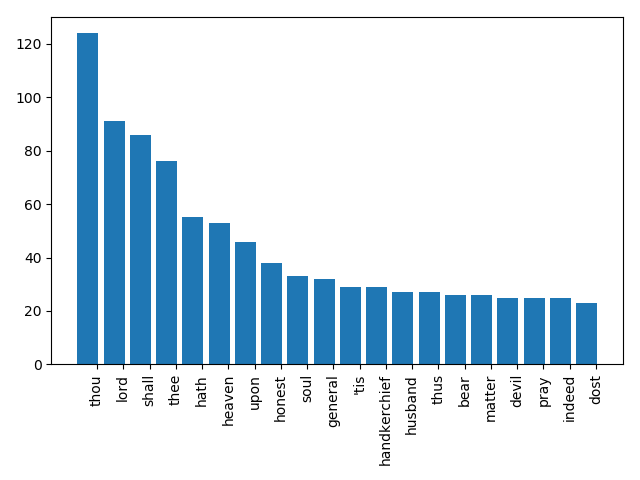 120
100
80
60
40
20
0
thou
lord
shall
thee
hath
heaven
upon
honest
soul
general
'tis
handkerchief
husband
thus
bear
matter
devil
pray
indeed
dost